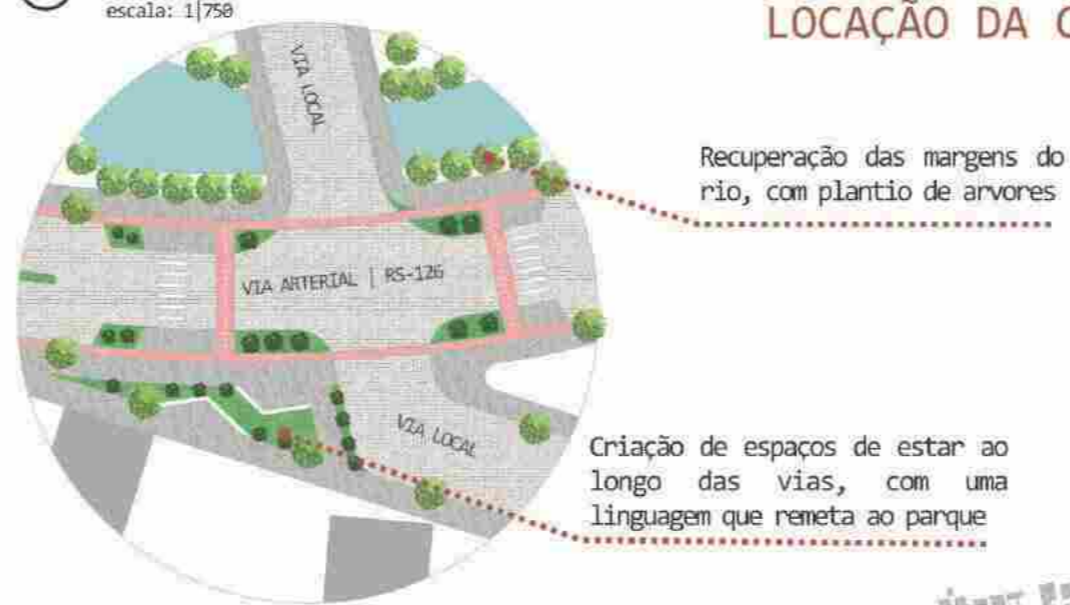 escala: 1|750
LOCAÇÃO DA
VIA LOCAL
Recuperação das margens do
rio, com plantio de arvores
VIA ARTERIAL | RS-126
VIA LOCAL
Criação de espaços de estar ao
longo das vias, com uma
linguagem que remeta ao parque